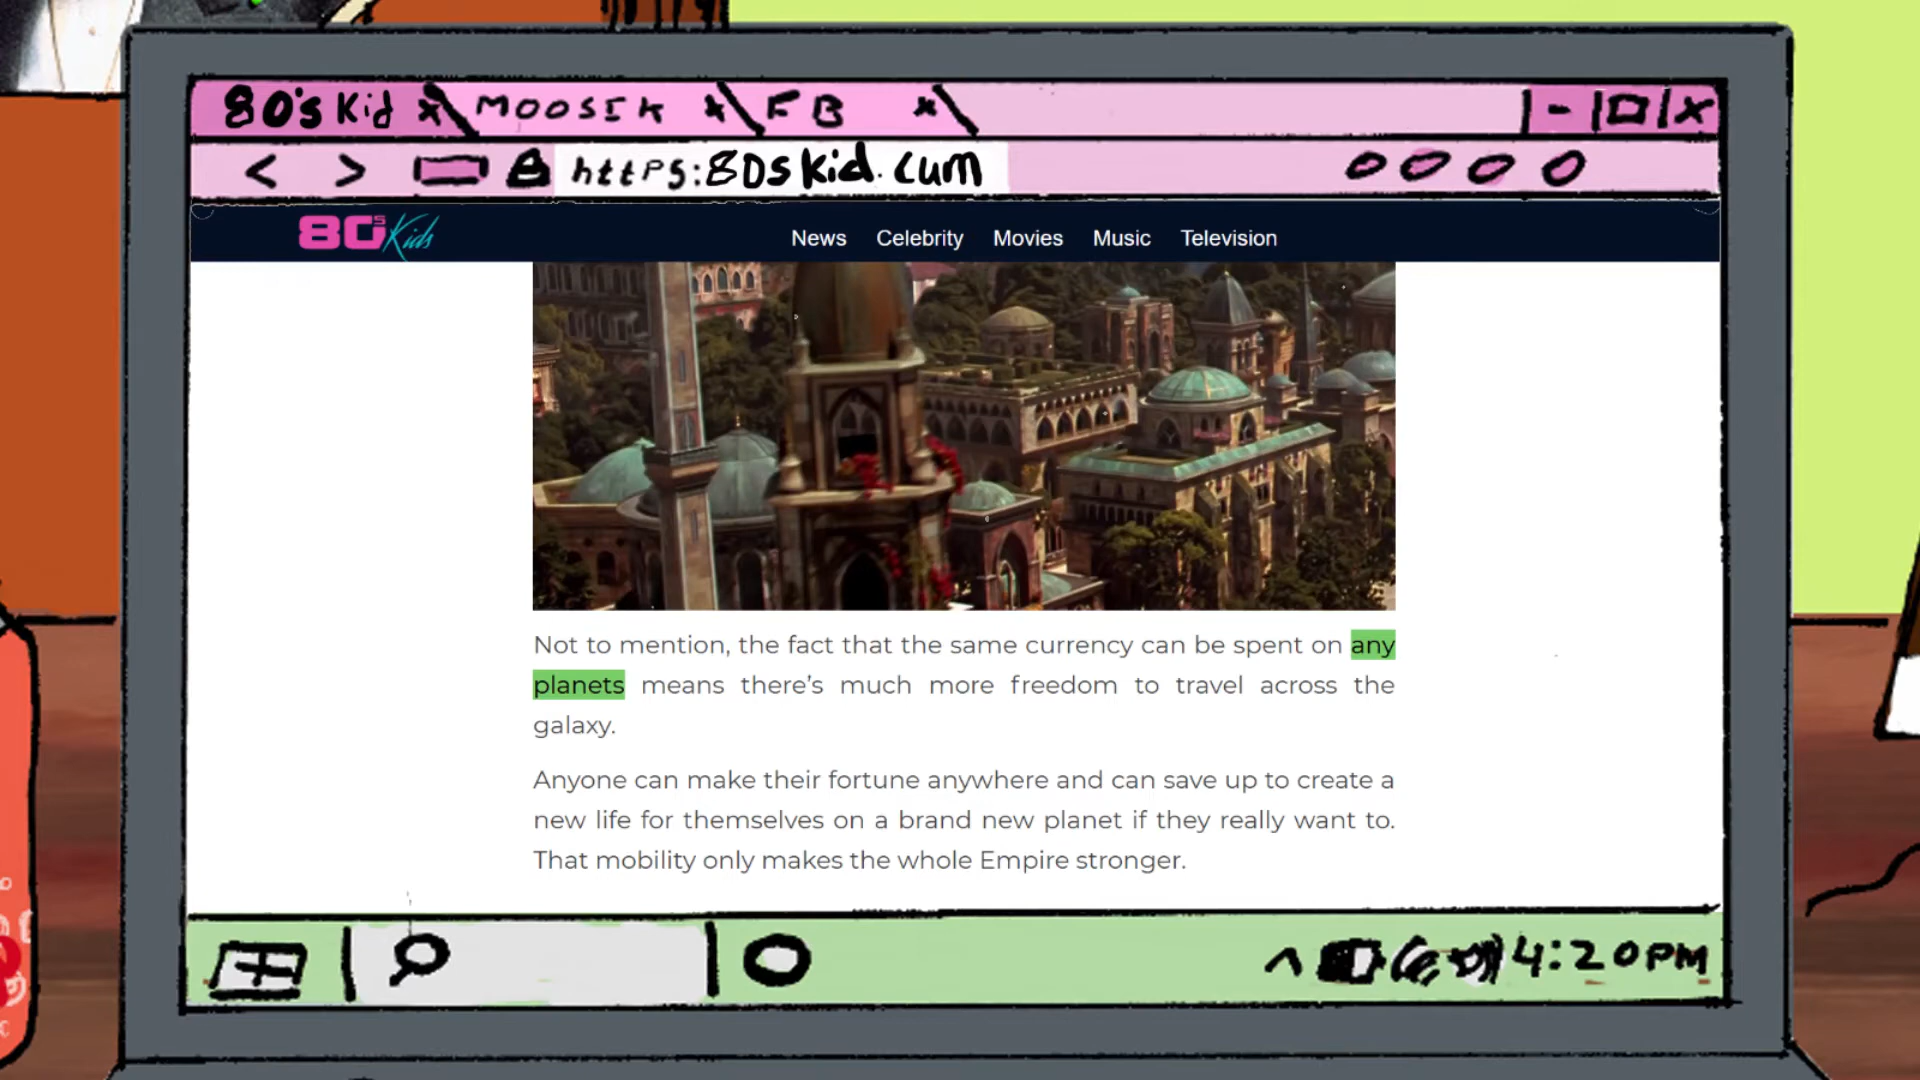 80's Kid x MOOSIK x FB x - x
< > https:80skid.cum
80s Kids News Celebrity Movies Music Television
Not to mention, the fact that the same currency can be spent on any
planets means there's much more freedom to travel across the
galaxy.
Anyone can make their fortune anywhere and can save up to create a
new life for themselves on a brand new planet if they really want to.
That mobility only makes the whole Empire stronger.
4:20PM